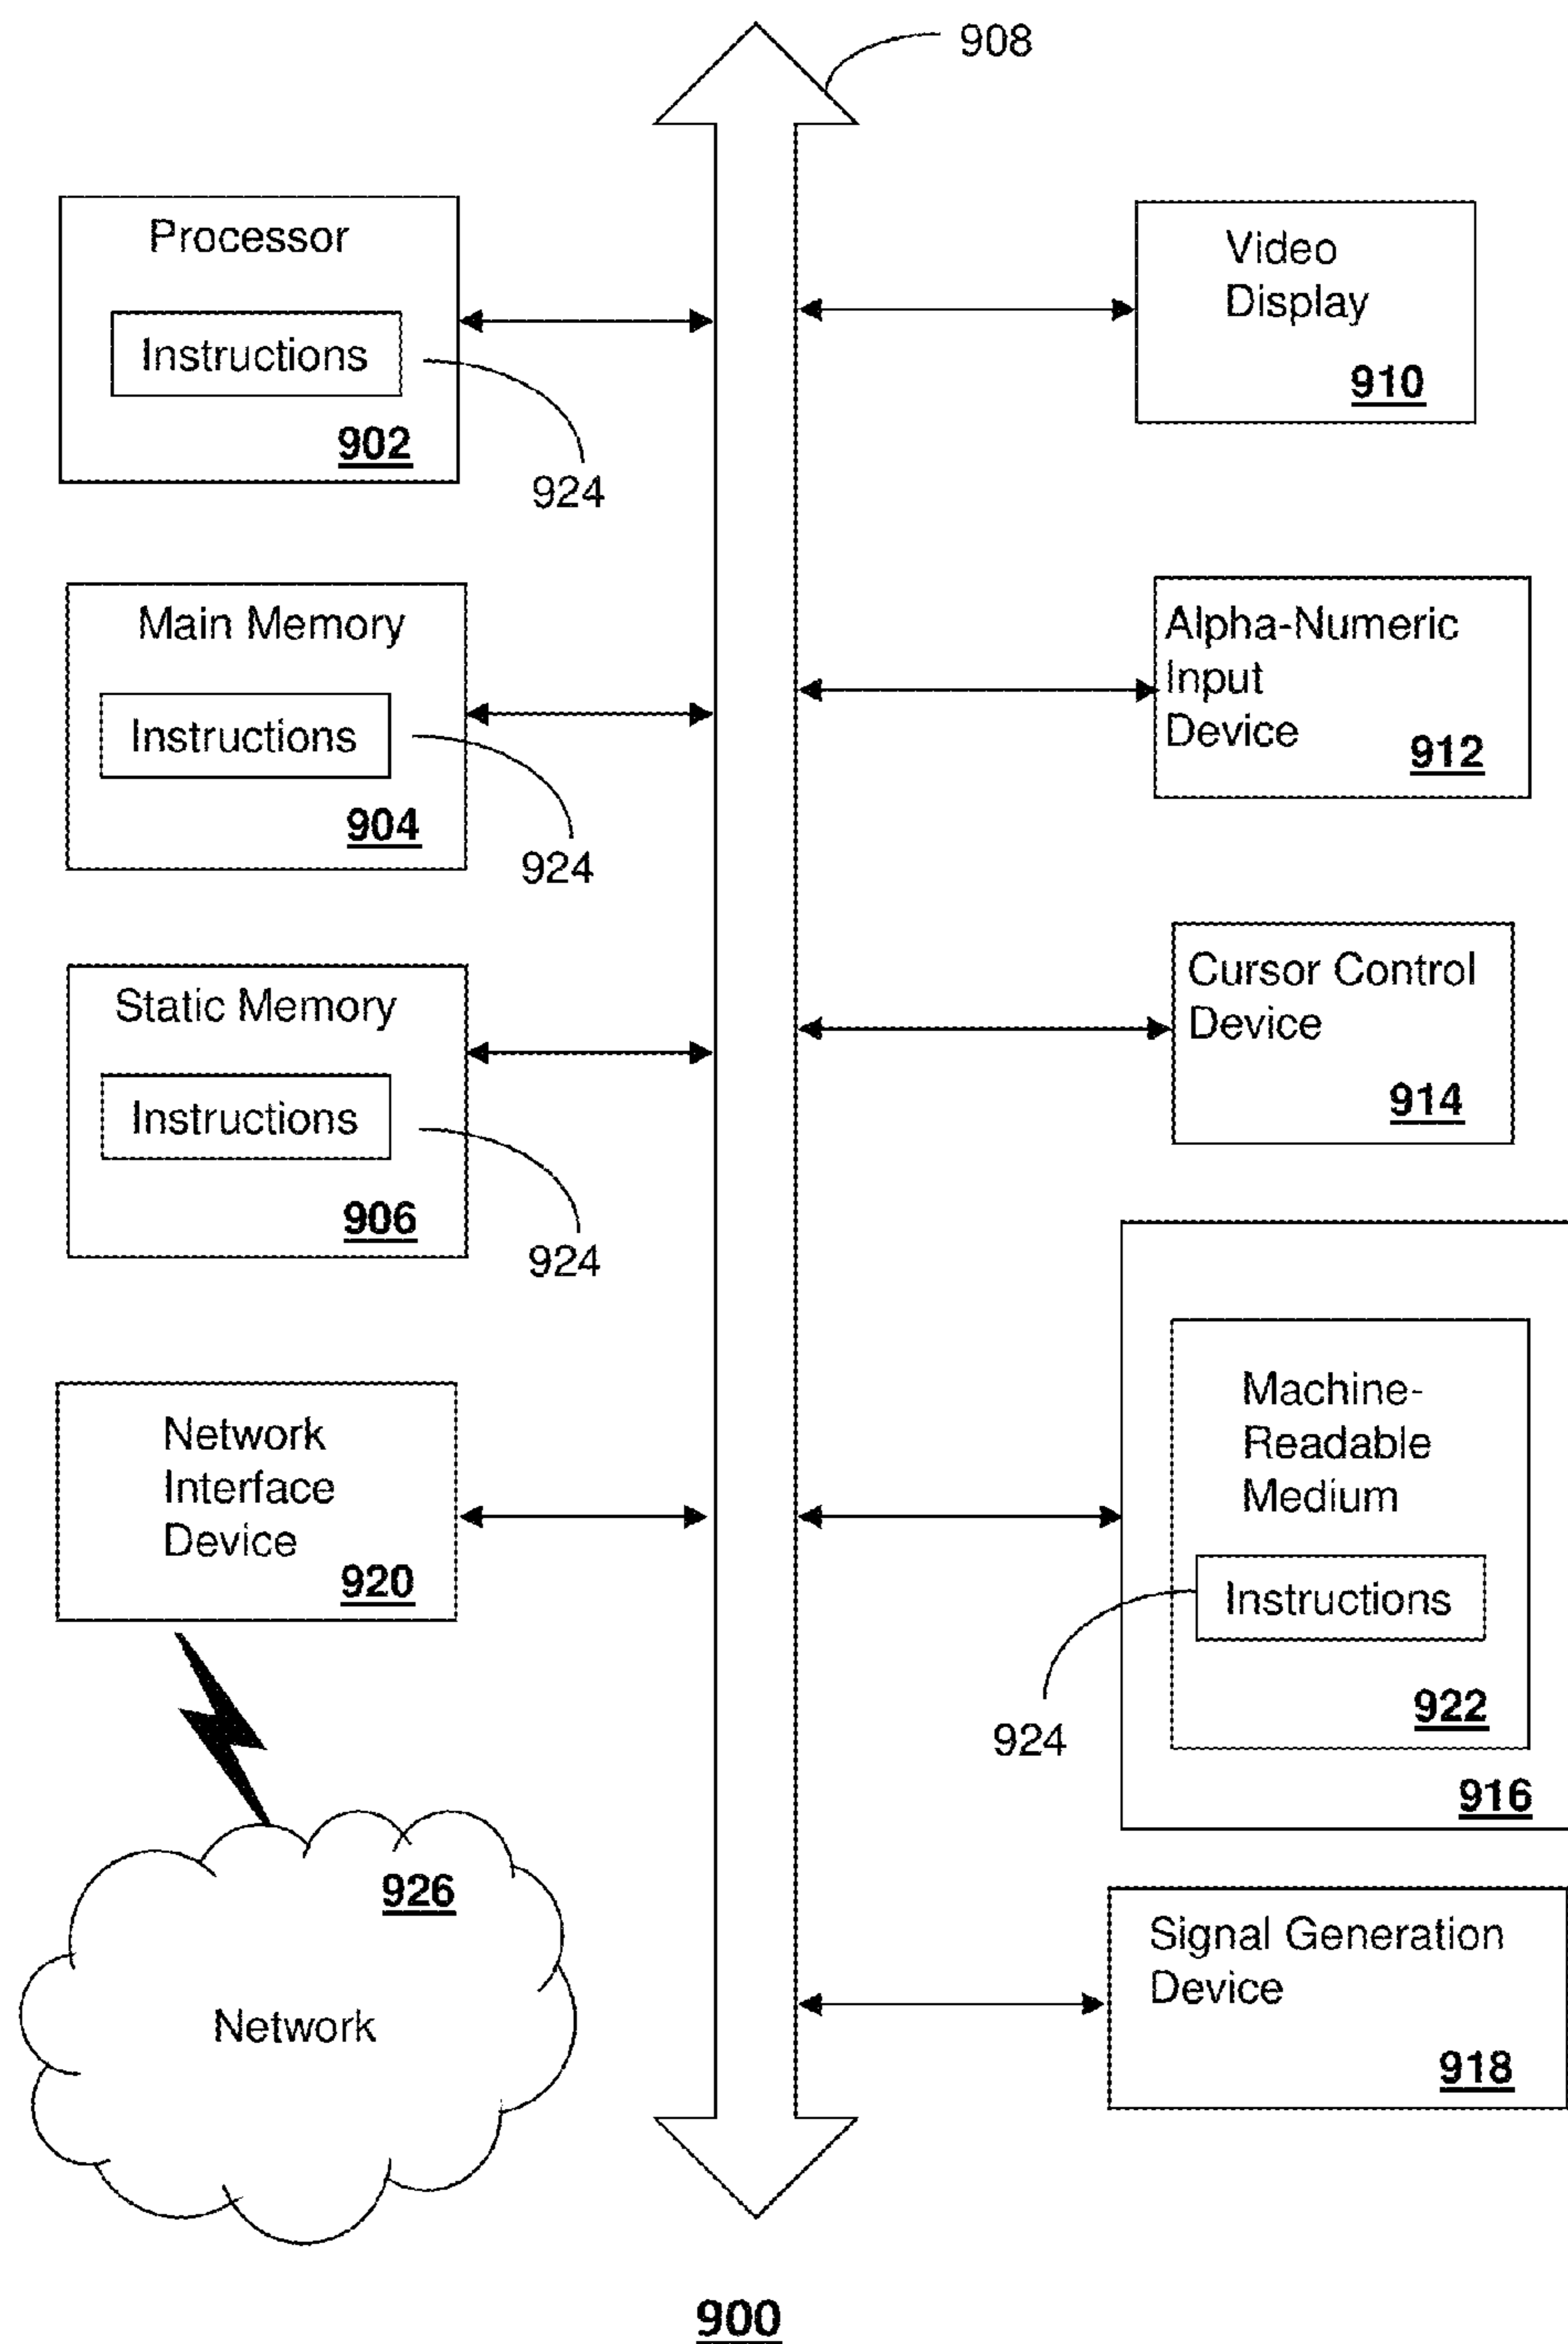 908
Processor
Instructions
902
924
Main Memory
Instructions
904
924
Static Memory
Instructions
906
924
Network
Interface
Device
920
926
Network
Video
Display
910
Alpha-Numeric
Input
Device
912
Cursor Control
Device
914
Machine-
Readable
Medium
Instructions
924
922
916
Signal Generation
Device
918
900